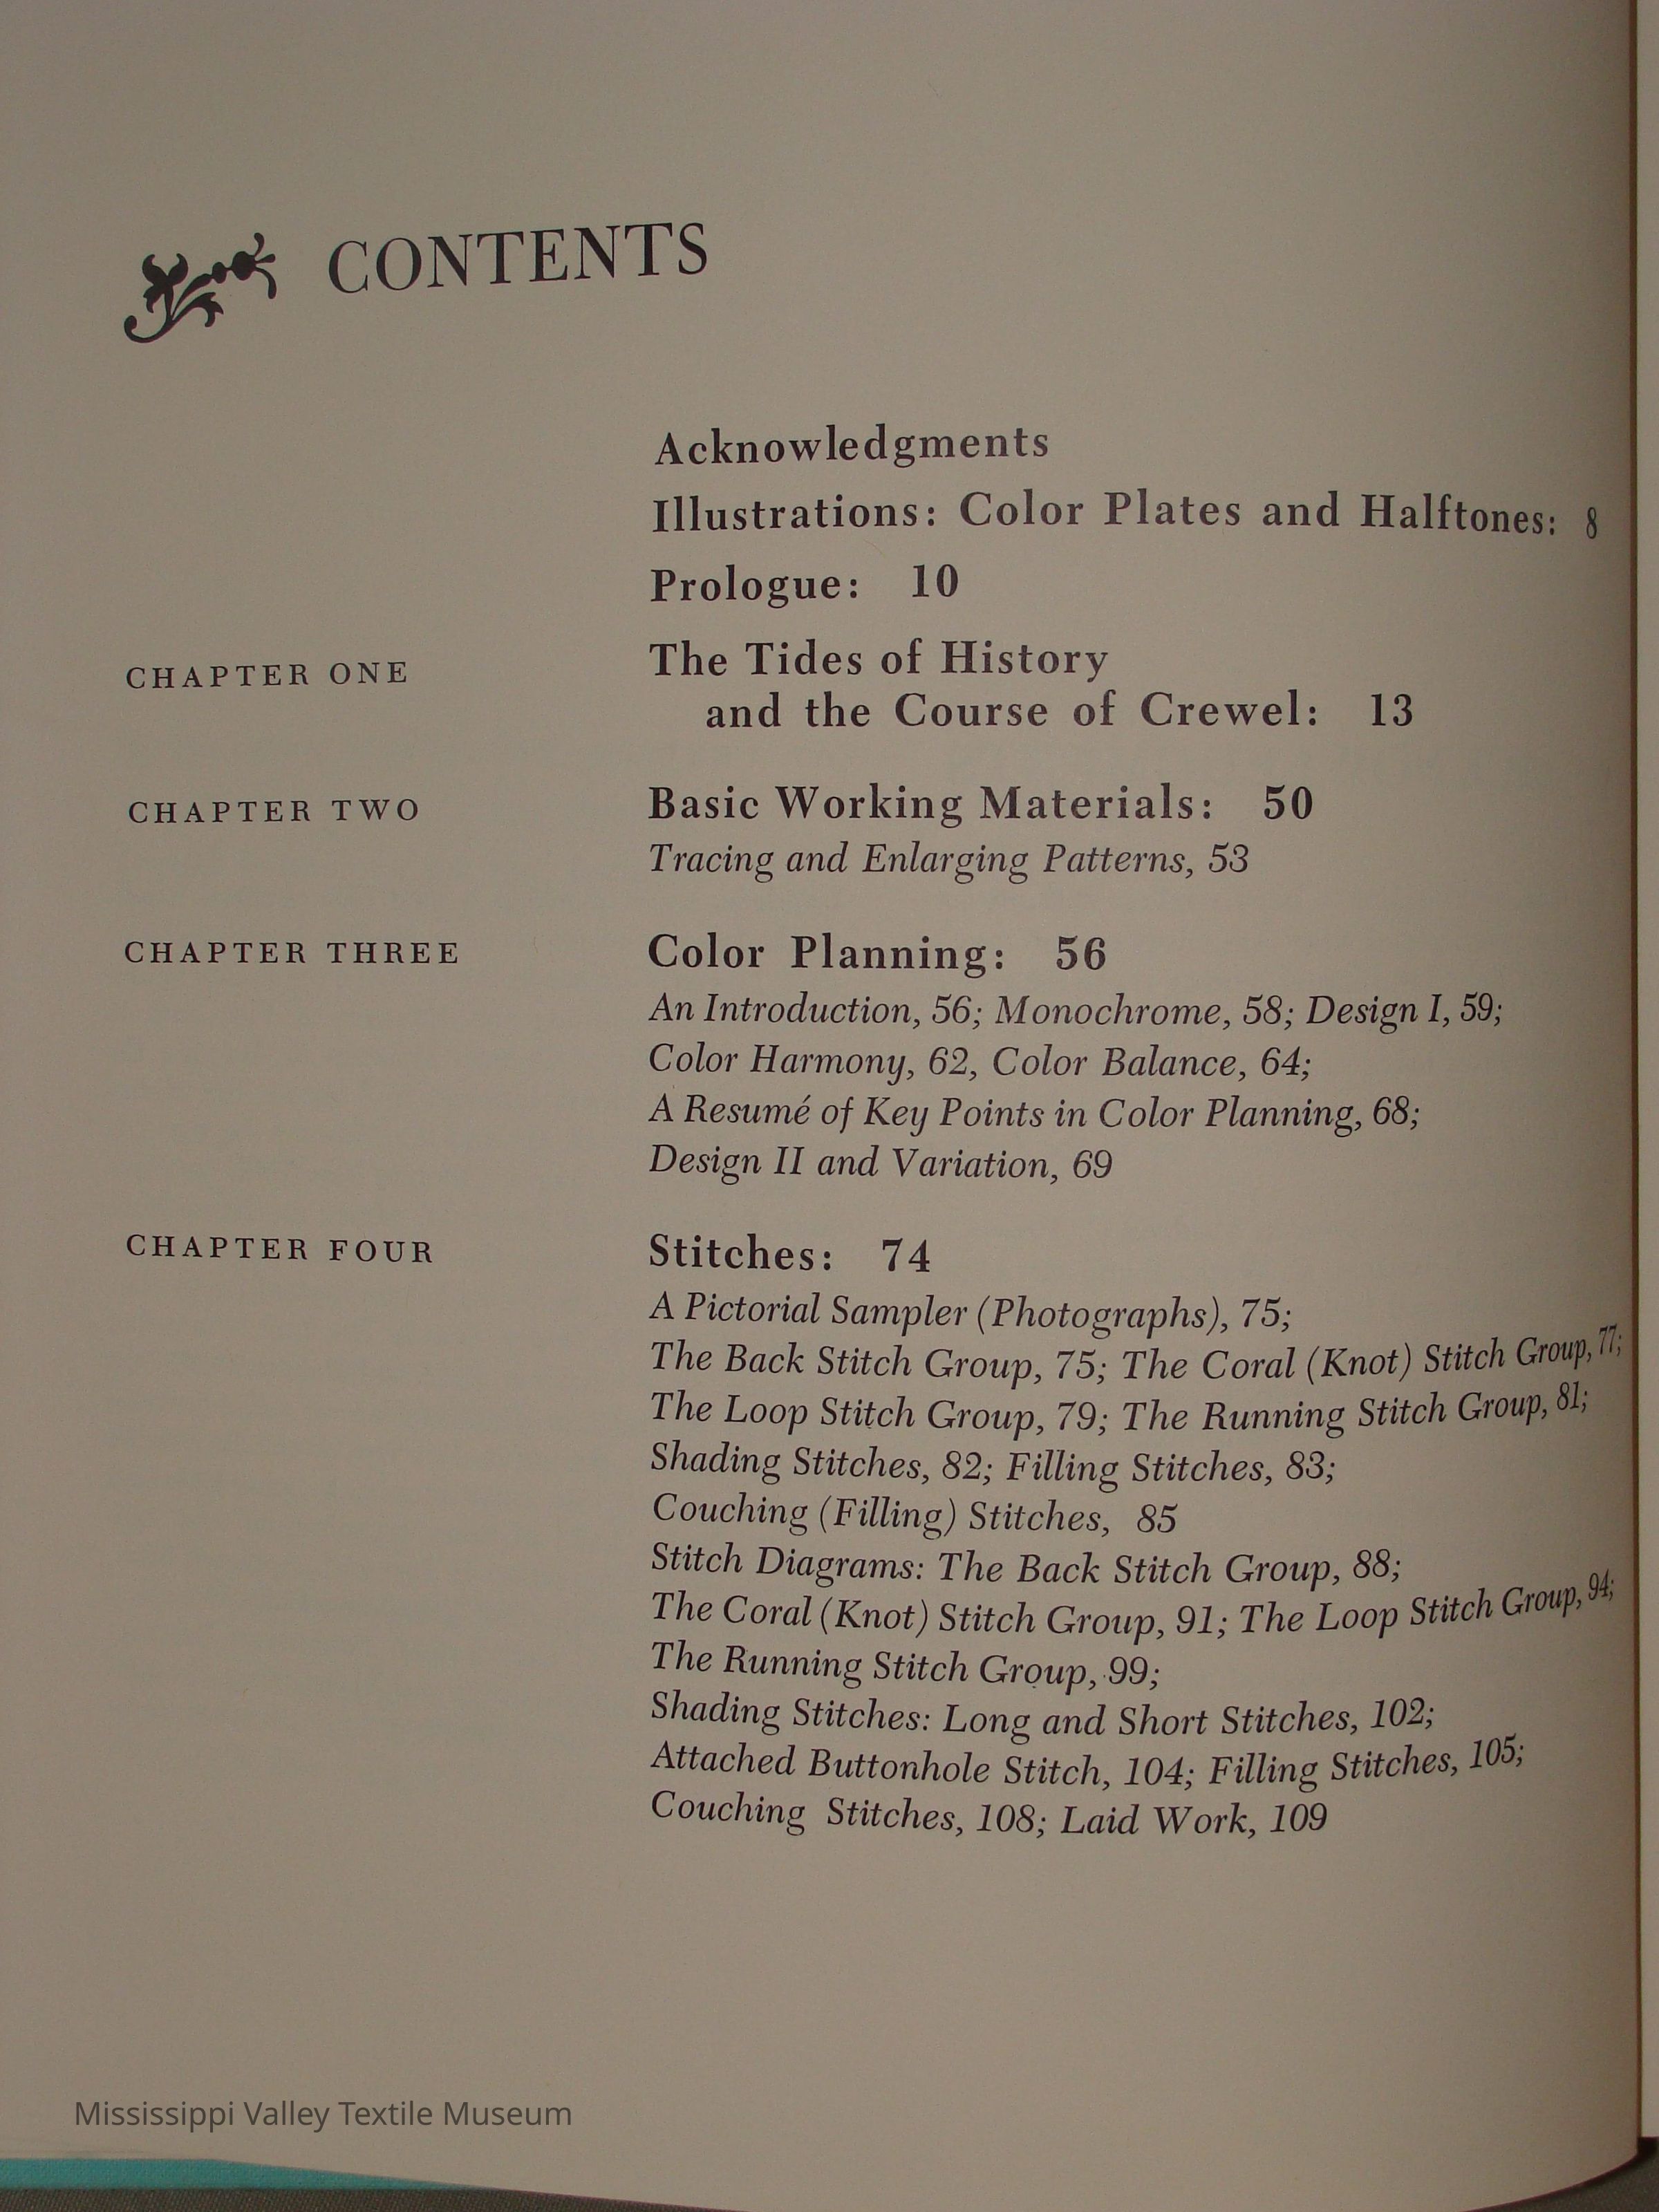 CONTENTS
Acknowledgments
Illustrations: Color Plates and Halftones: 8
Prologue: 10
CHAPTER ONE The Tides of History
and the Course of Crewel: 13
CHAPTER TWO Basic Working Materials: 50
Tracing and Enlarging Patterns, 53
CHAPTER THREE Color Planning: 56
An Introduction, 56; Monochrome, 58; Design I, 59;
Color Harmony, 62, Color Balance, 64;
A Resumé of Key Points in Color Planning, 68;
Design II and Variation, 69
CHAPTER FOUR Stitches: 74
A Pictorial Sampler (Photographs), 75;
The Back Stitch Group, 75; The Coral (Knot) Stitch Group, 77;
The Loop Stitch Group, 79; The Running Stitch Group, 81;
Shading Stitches, 82; Filling Stitches, 83;
Couching (Filling) Stitches, 85
Stitch Diagrams: The Back Stitch Group, 88;
The Coral (Knot) Stitch Group, 91; The Loop Stitch Group, 94;
The Running Stitch Group, 99;
Shading Stitches: Long and Short Stitches, 102;
Attached Buttonhole Stitch, 104; Filling Stitches, 105;
Couching Stitches, 108; Laid Work, 109
Mississippi Valley Textile Museum